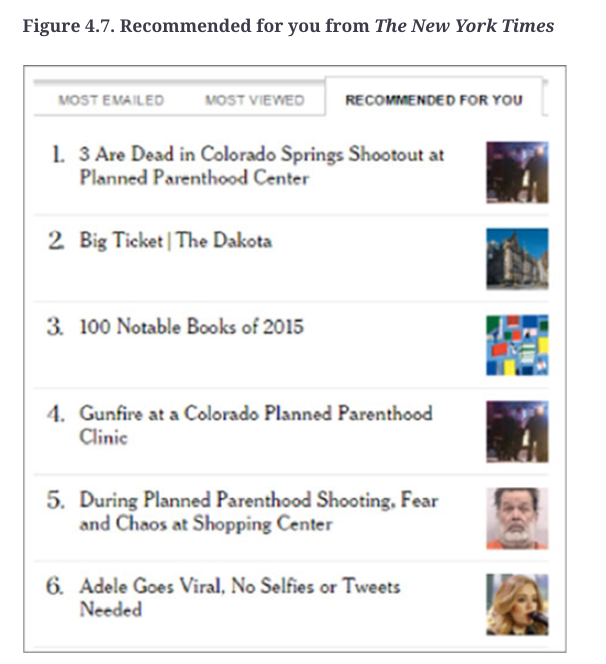 Figure 4.7. Recommended for you from The New York Times
MOST EMAILED MOST VIEWED RECOMMENDED FOR YOU
1. 3 Are Dead in Colorado Springs Shootout at
Planned Parenthood Center
2. Big Ticket | The Dakota
3. 100 Notable Books of 2015
4. Gunfire at a Colorado Planned Parenthood
Clinic
5. During Planned Parenthood Shooting, Fear
and Chaos at Shopping Center
6. Adele Goes Viral, No Selfies or Tweets
Needed